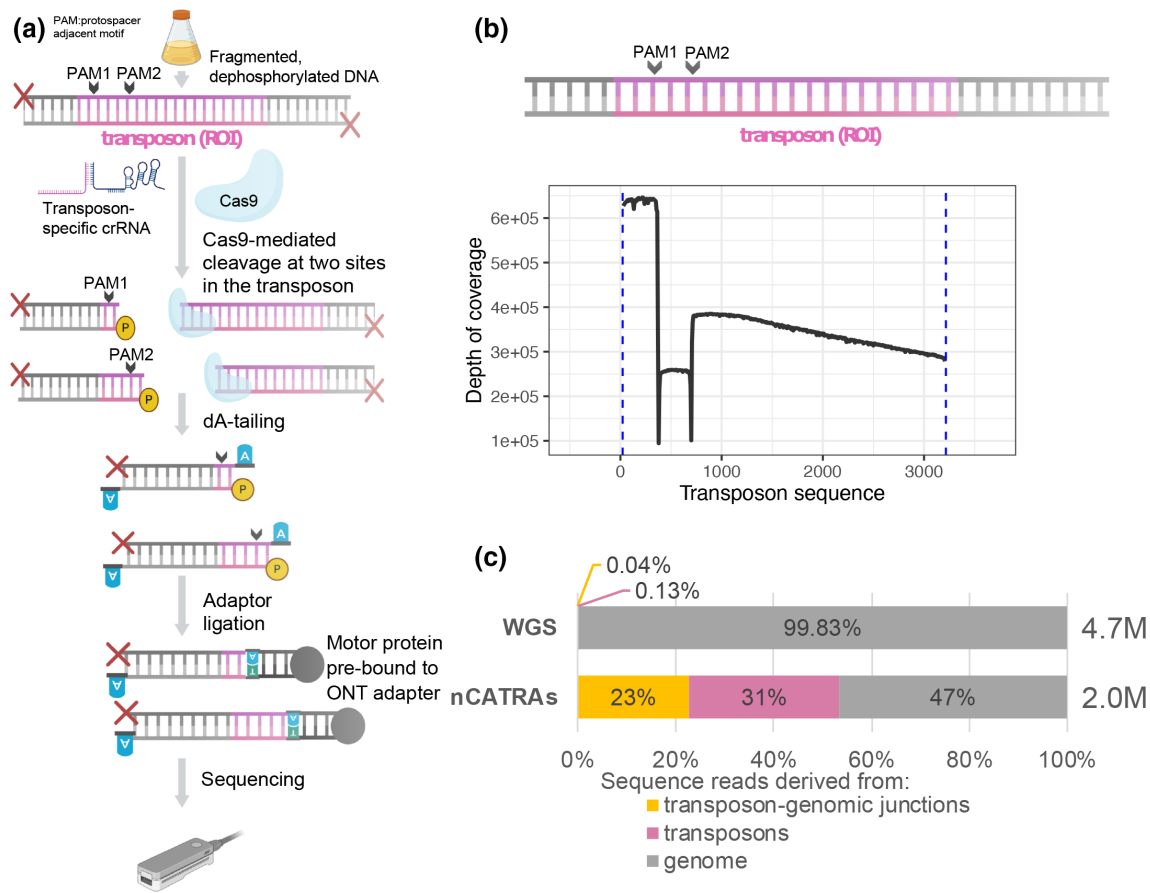 (a)
PAM:protospacer
adjacent motif
Fragmented,
dephosphorylated DNA
PAM1 PAM2
transposon (ROI)
Transposon-
specific crRNA
Cas9
Cas9-mediated
cleavage at two sites
in the transposon
PAM1
P
PAM2
P
dA-tailing
A
A
P
A
A
P
Adaptor
ligation
A
T
A
Motor protein
pre-bound to
ONT adapter
A
T
A
Sequencing
(b)
PAM1 PAM2
transposon (ROI)
Depth of coverage
6e+05
5e+05
4e+05
3e+05
2e+05
1e+05
0 1000 2000 3000
Transposon sequence
(c)
0.04%
0.13%
WGS 99.83% 4.7M
nCATRAs 23% 31% 47% 2.0M
0% 20% 40% 60% 80% 100%
Sequence reads derived from:
transposon-genomic junctions
transposons
genome